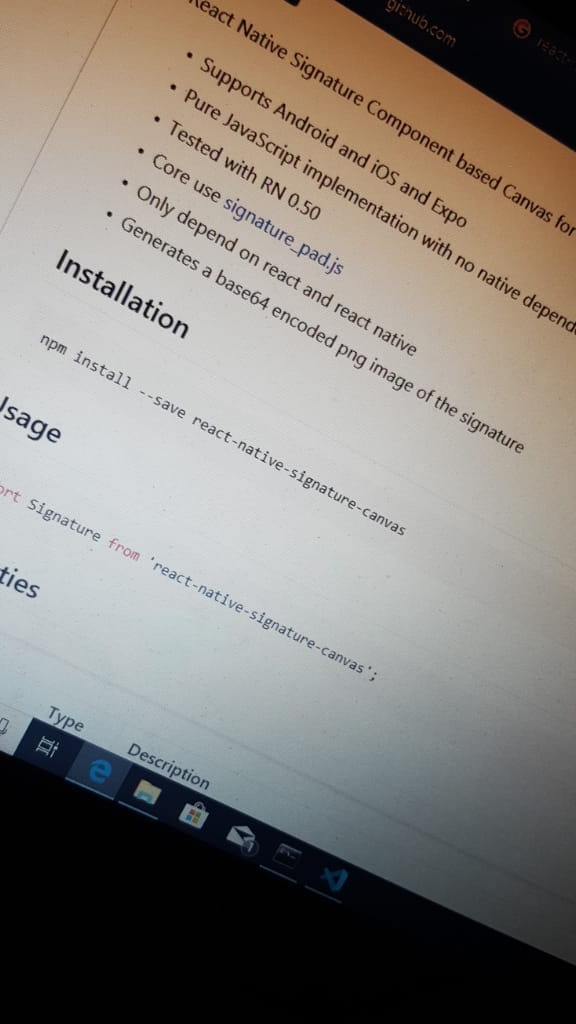 github.com
React Native Signature Component based Canvas for
Supports Android and iOS and Expo
Pure JavaScript implementation with no native depend
Tested with RN 0.50
Core use signature_pad.js
Only depend on react and react native
Generates a base64 encoded png image of the signature
Installation
npm install --save react-native-signature-canvas
Usage
ort Signature from 'react-native-signature-canvas';
ties
Type
Description